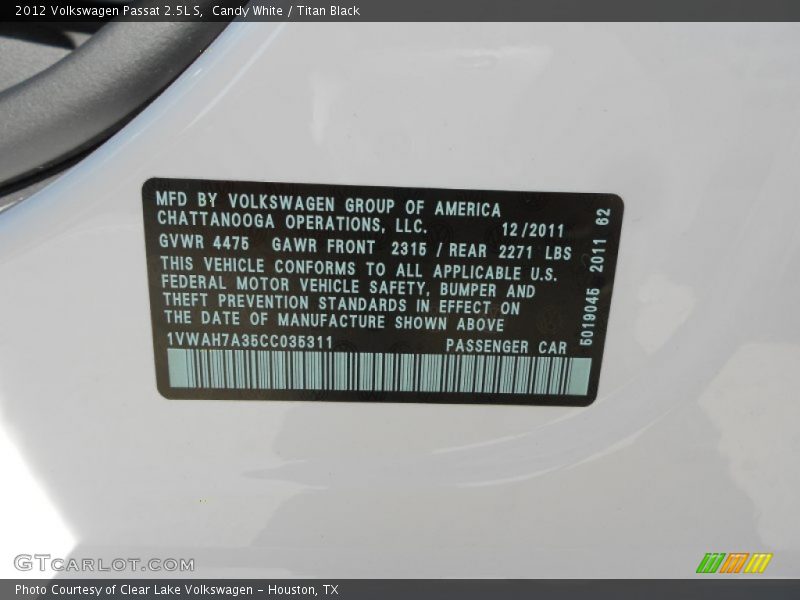 2012 Volkswagen Passat 2.5L S,  Candy White / Titan Black
MFD BY VOLKSWAGEN GROUP OF AMERICA
CHATTANOOGA OPERATIONS, LLC. 12/2011
GVWR 4475 GAWR FRONT 2315 / REAR 2271 LBS
THIS VEHICLE CONFORMS TO ALL APPLICABLE U.S.
FEDERAL MOTOR VEHICLE SAFETY, BUMPER AND
THEFT PREVENTION STANDARDS IN EFFECT ON
THE DATE OF MANUFACTURE SHOWN ABOVE
1VWAH7A35CC035311 PASSENGER CAR
5019045 2011 62
GTCARLOT.COM
Photo Courtesy of Clear Lake Volkswagen – Houston, TX